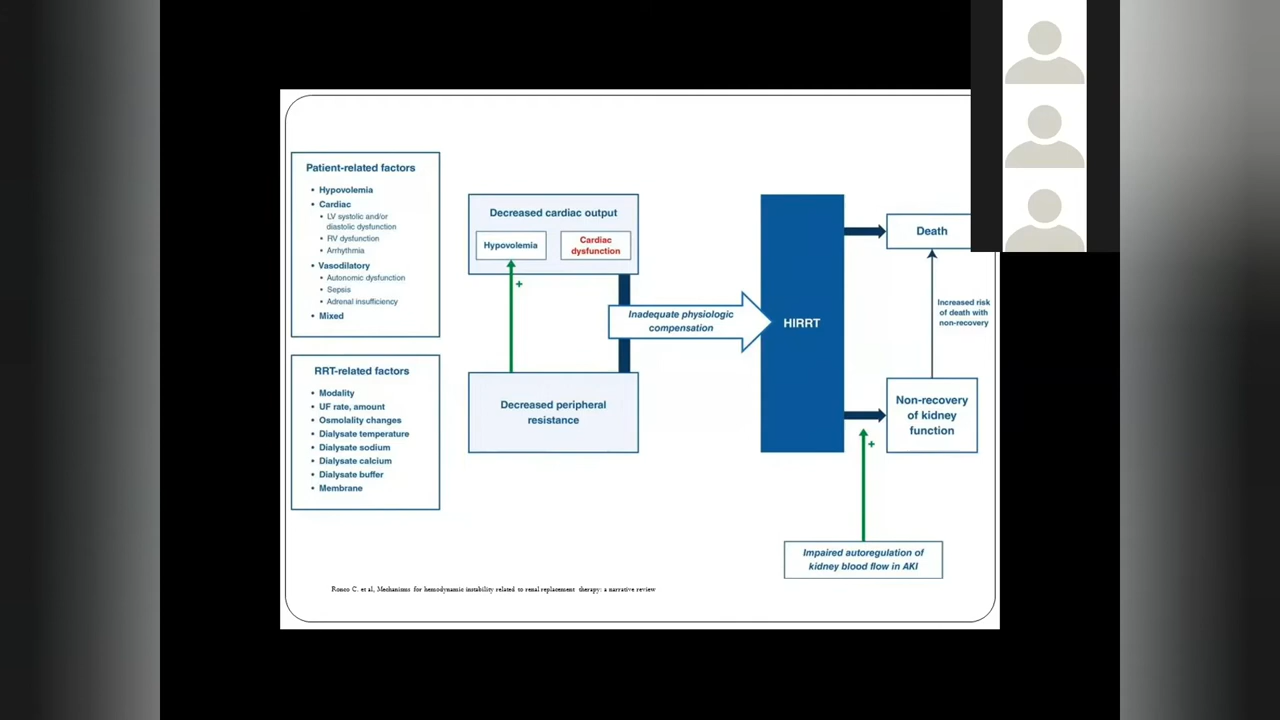 Patient-related factors
• Hypovolemia
• Cardiac
• LV systolic and/or
diastolic dysfunction
• RV dysfunction
• Arrhythmia
• Vasodilatory
• Autonomic dysfunction
• Sepsis
• Adrenal insufficiency
• Mixed
RRT-related factors
• Modality
• UF rate, amount
• Osmolality changes
• Dialysate temperature
• Dialysate sodium
• Dialysate calcium
• Dialysate buffer
• Membrane
Decreased cardiac output
Hypovolemia
Cardiac
dysfunction
+
Inadequate physiologic
compensation
Decreased peripheral
resistance
HIRRT
Death
Increased risk
of death with
non-recovery
Non-recovery
of kidney
function
+
Impaired autoregulation of
kidney blood flow in AKI
Ronco C. et al, Mechanisms for hemodynamic instability related to renal replacement therapy: a narrative review